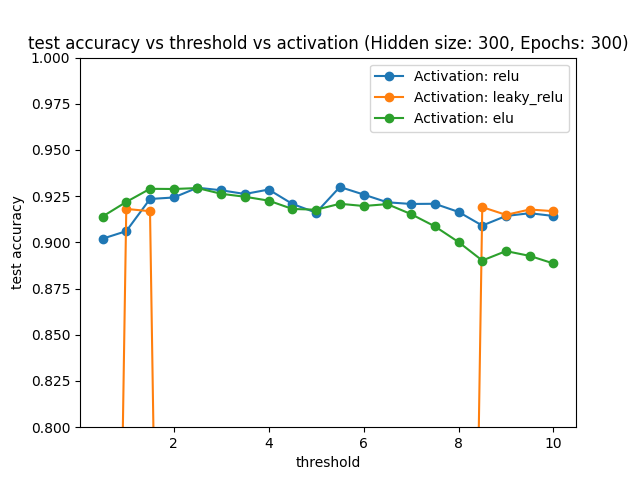 test accuracy vs threshold vs activation (Hidden size: 300, Epochs: 300)
1.000
0.975
0.950
0.925
0.900
0.875
0.850
0.825
0.800
test accuracy
Activation: relu
Activation: leaky_relu
Activation: elu
2 4 6 8 10
threshold